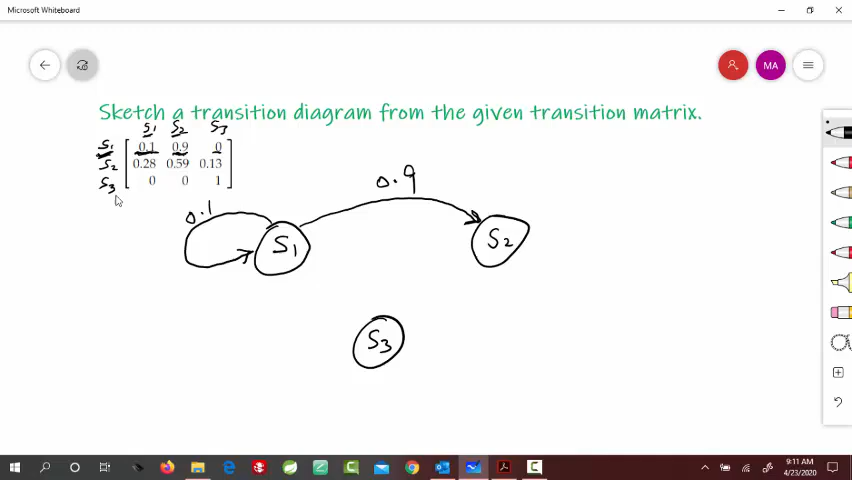 Microsoft Whiteboard
MA
Sketch a transition diagram from the given transition matrix.
S1 S2 S3
S1 0.1 0.9 0
S2 0.28 0.59 0.13
S3 0 0 1
0.9
0.1
S1
S2
S3
9:11 AM
4/23/2020